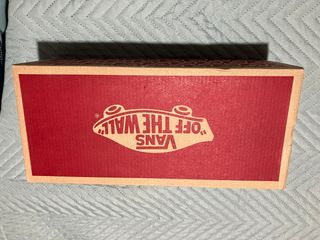 VANS
"OFF THE WALL"
®